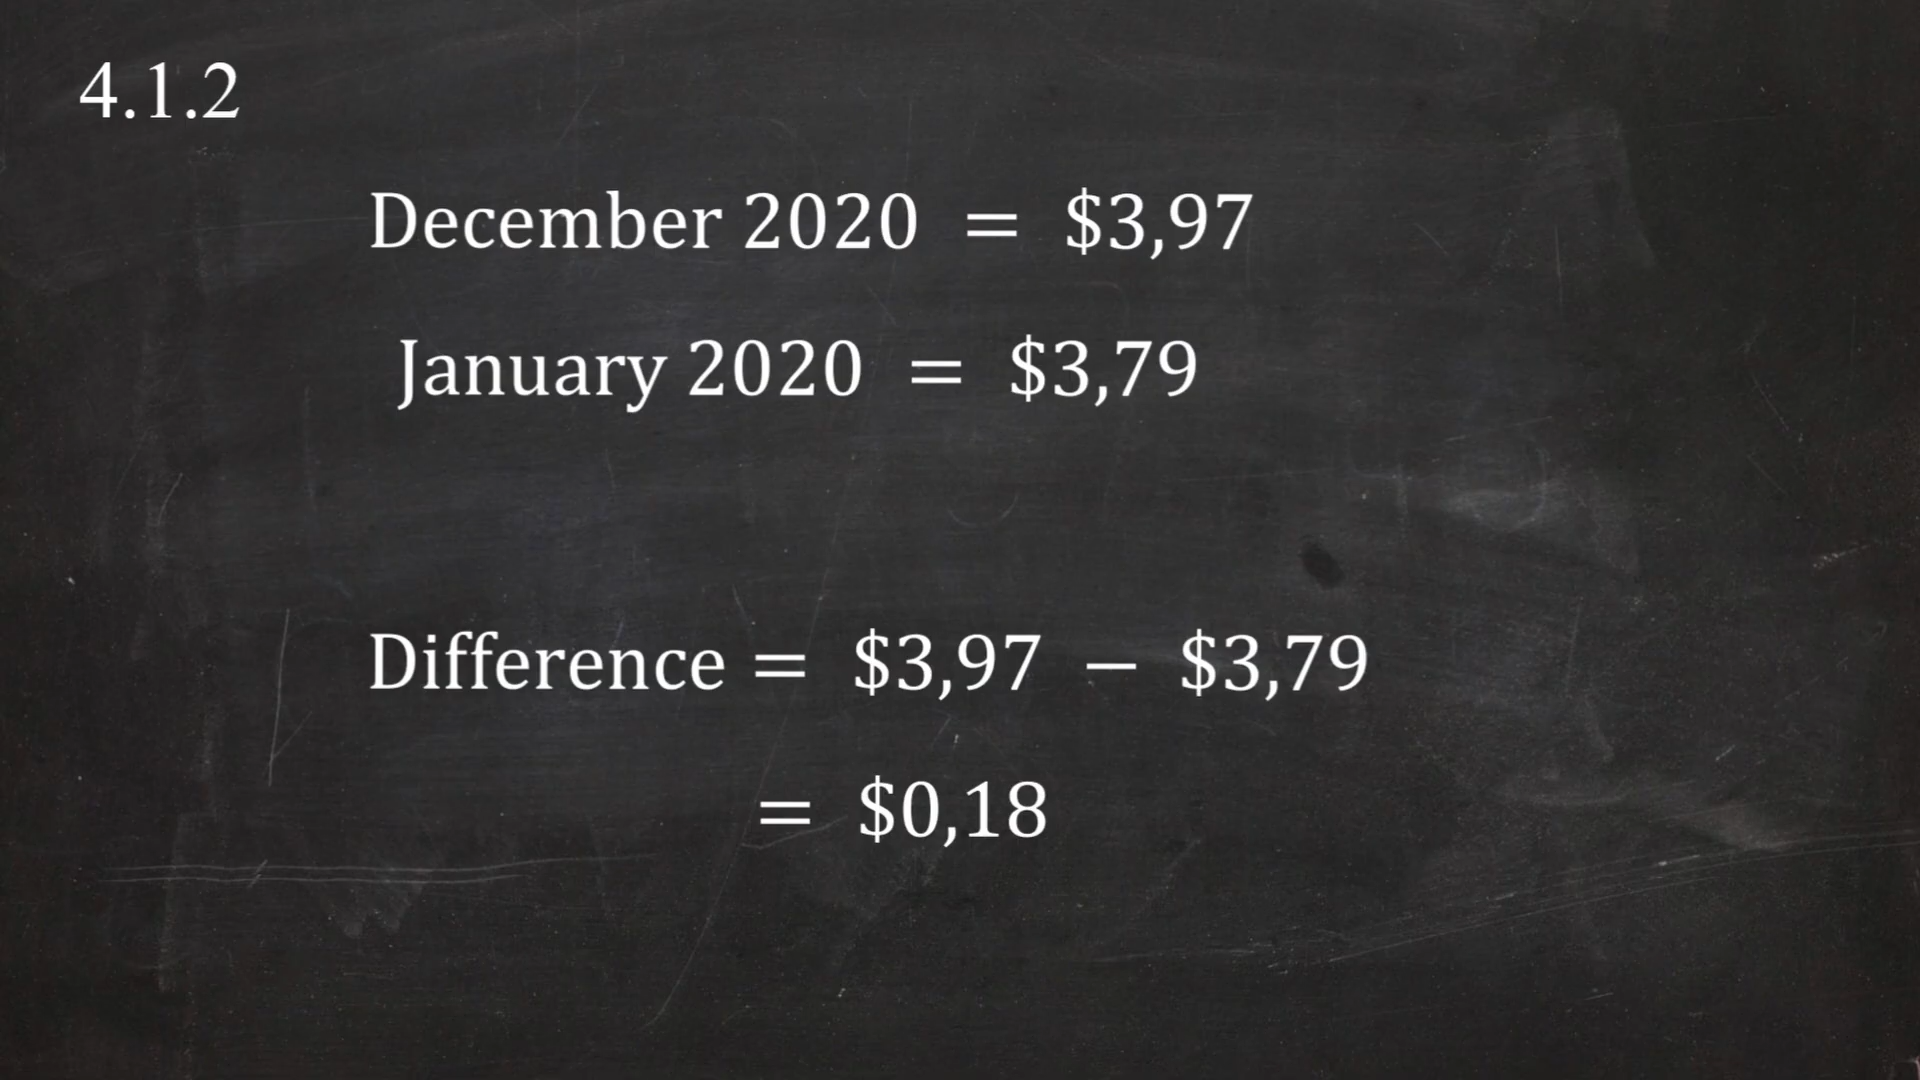 4.1.2
December 2020 = $3,97
January 2020 = $3,79
Difference = $3,97 − $3,79
= $0,18